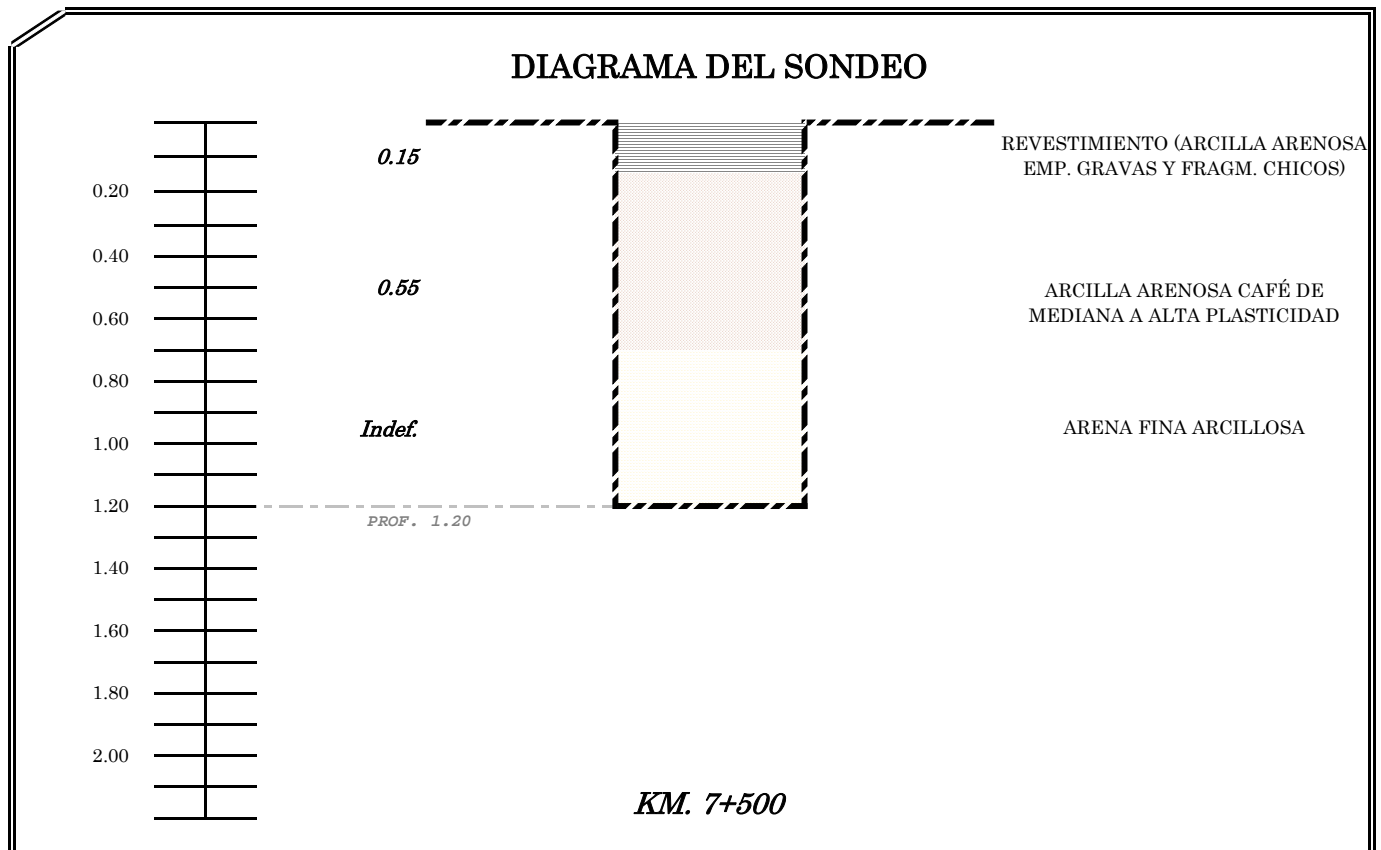 DIAGRAMA DEL SONDEO
0.15
REVESTIMIENTO (ARCILLA ARENOSA
EMP. GRAVAS Y FRAGM. CHICOS)
0.20
0.40
0.55
ARCILLA ARENOSA CAFÉ DE
MEDIANA A ALTA PLASTICIDAD
0.60
0.80
Indef.
ARENA FINA ARCILLOSA
1.00
1.20
PROF. 1.20
1.40
1.60
1.80
2.00
KM. 7+500